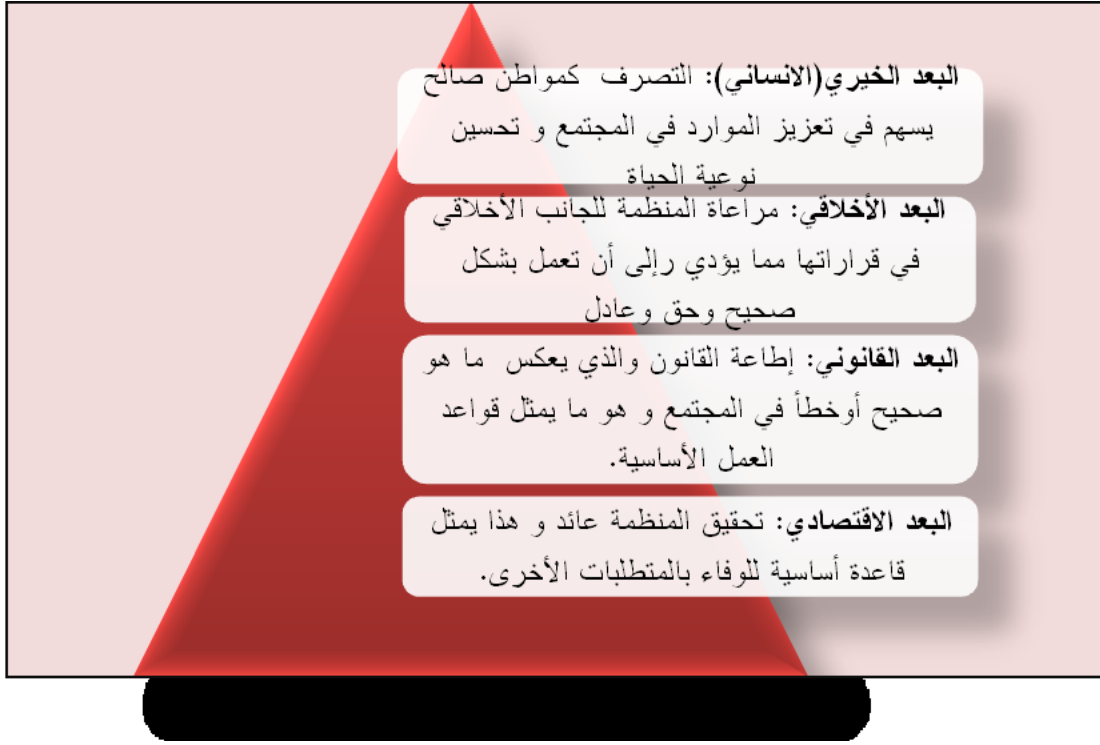 البعد الخيري(الانساني): التصرف كمواطن صالح
يسهم في تعزيز الموارد في المجتمع و تحسين
نوعية الحياة
البعد الأخلاقي: مراعاة المنظمة للجانب الأخلاقي
في قراراتها مما يؤدي رإلى أن تعمل بشكل
صحيح وحق وعادل
البعد القانوني: إطاعة القانون والذي يعكس ما هو
صحيح أوخطأ في المجتمع و هو ما يمثل قواعد
العمل الأساسية.
البعد الاقتصادي: تحقيق المنظمة عائد و هذا يمثل
قاعدة أساسية للوفاء بالمتطلبات الأخرى.